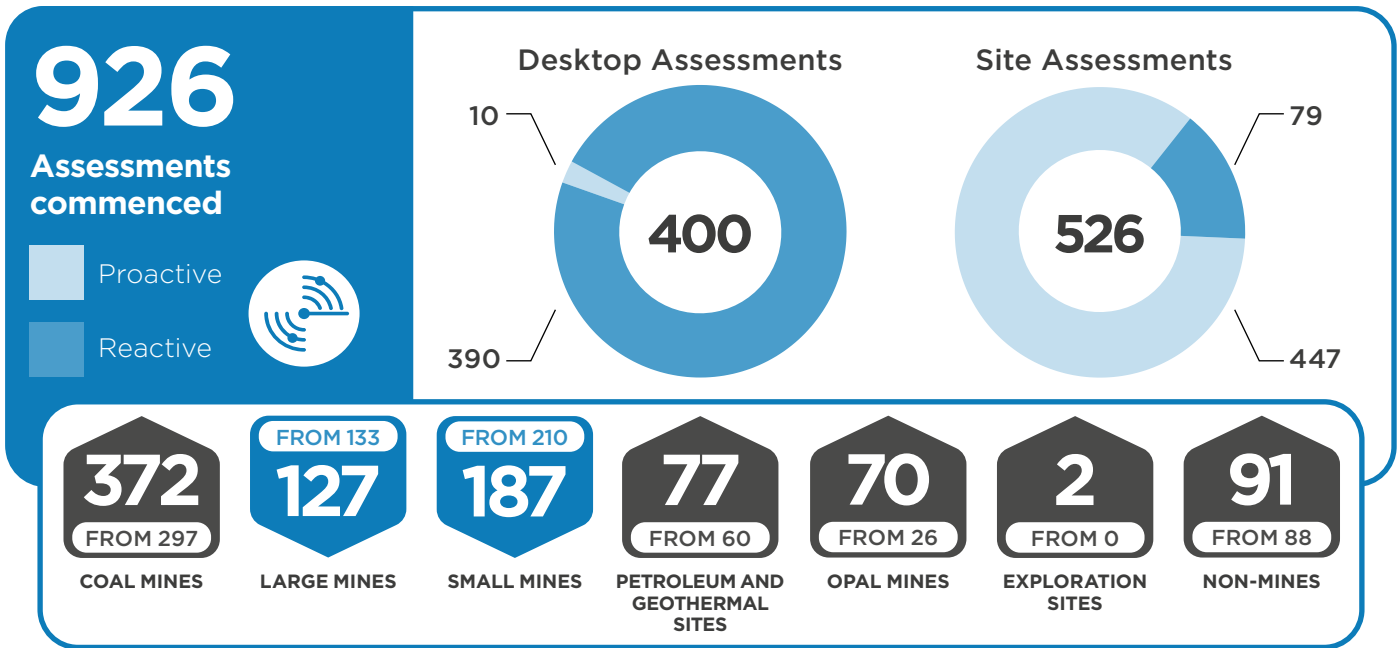 926
Assessments
commenced
Proactive
Reactive
Desktop Assessments
10
390
400
Site Assessments
79
447
526
372
FROM 297
COAL MINES
FROM 133
127
LARGE MINES
FROM 210
187
SMALL MINES
77
FROM 60
PETROLEUM AND
GEOTHERMAL
SITES
70
FROM 26
OPAL MINES
2
FROM 0
EXPLORATION
SITES
91
FROM 88
NON-MINES